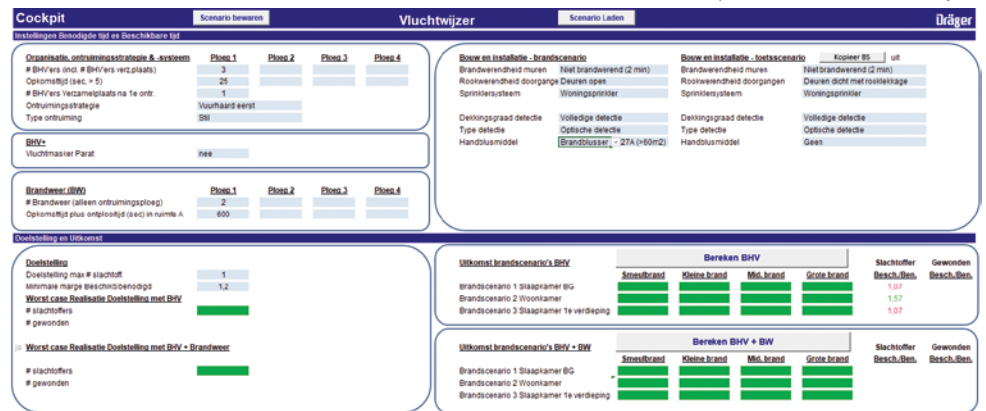 Cockpit Scenario bewaren Vluchtwijzer Scenario Laden Dräger
Instellingen Benodigde tijd en Beschikbare tijd
Organisatie, ontruimingsstrategie & -systeem Ploeg 1 Ploeg 2 Ploeg 3 Ploeg 4
# BHV'ers (incl. # BHV'ers verz.plaats) 3
Opkomsttijd (sec, > 5) 25
# BHV'ers Verzamelplaats na 1e ontr. 1
Ontruimingsstrategie Vuurhaard eerst
Type ontruiming Stil
BHV+
Vluchtmasker Parat nee
Brandweer (BW) Ploeg 1 Ploeg 2 Ploeg 3 Ploeg 4
# Brandweer (alleen ontruimingsploeg) 2
Opkomsttijd plus ontplooitijd (sec) in ruimte A 600
Bouw en installatie - brandscenario
Brandwerendheid muren Niet brandwerend (2 min)
Rookwerendheid doorgange Deuren open
Sprinklersysteem Woningsprinkler
Dekkingsgraad detectie Volledige detectie
Type detectie Optische detectie
Handblusmiddel Brandblusser - 27A (>60m2)
Bouw en installatie - toetsscenario Kopieer BS uit
Brandwerendheid muren Niet brandwerend (2 min)
Rookwerendheid doorgangen Deuren dicht met rooklekkage
Sprinklersysteem Woningsprinkler
Dekkingsgraad detectie Volledige detectie
Type detectie Optische detectie
Handblusmiddel Geen
Doelstelling en Uitkomst
Doelstelling
Doelstelling max # slachtoff. 1
Minimale marge Beschikb/benodigd 1,2
Worst case Realisatie Doelstelling met BHV
# slachtoffers
# gewonden
ja Worst case Realisatie Doelstelling met BHV + Brandweer
# slachtoffers
# gewonden
Uitkomst brandscenario's BHV Bereken BHV Slachtoffer Gewonden
Smeulbrand Kleine brand Mid. brand Grote brand Besch./Ben. Besch./Ben.
Brandscenario 1 Slaapkamer BG 1,07
Brandscenario 2 Woonkamer 1,57
Brandscenario 3 Slaapkamer 1e verdieping 1,07
Uitkomst brandscenario's BHV + BW Bereken BHV + BW Slachtoffer Gewonden
Smeulbrand Kleine brand Mid. brand Grote brand Besch./Ben. Besch./Ben.
Brandscenario 1 Slaapkamer BG
Brandscenario 2 Woonkamer
Brandscenario 3 Slaapkamer 1e verdieping